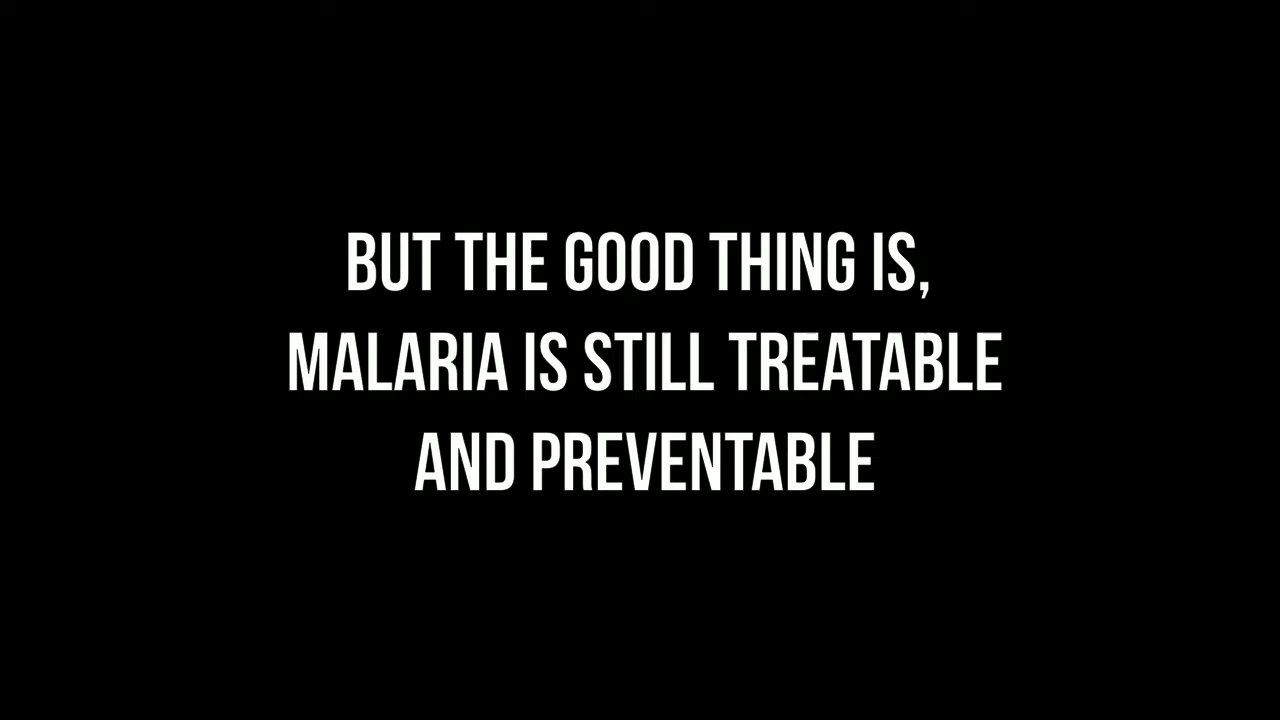 BUT THE GOOD THING IS,
MALARIA IS STILL TREATABLE
AND PREVENTABLE